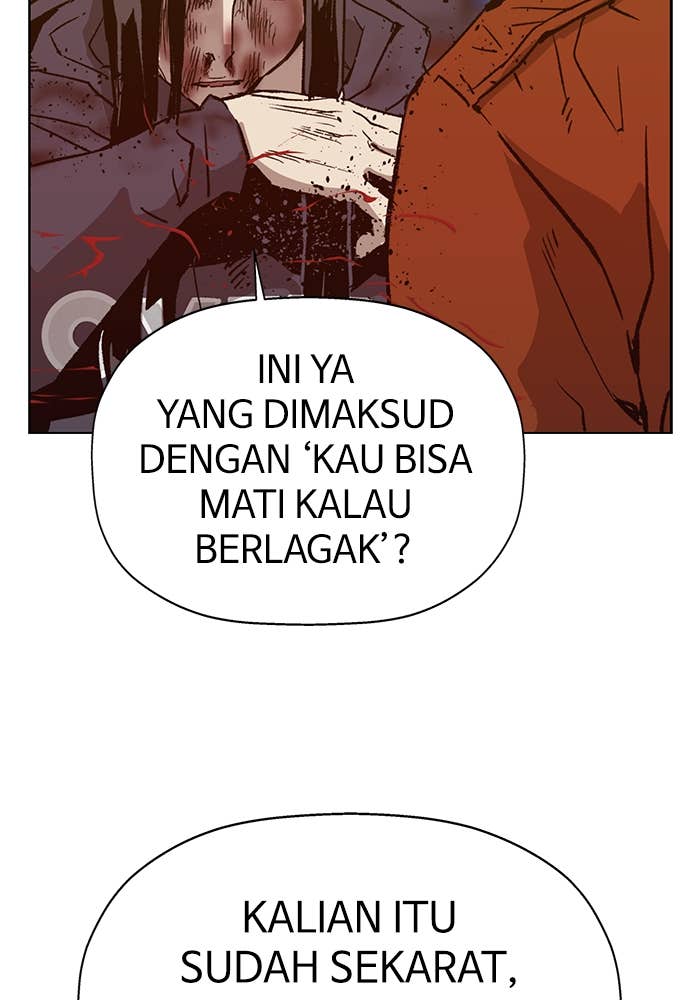 INI YA
YANG DIMAKSUD
DENGAN ‘KAU BISA
MATI KALAU
BERLAGAK’?
KALIAN ITU
SUDAH SEKARAT,